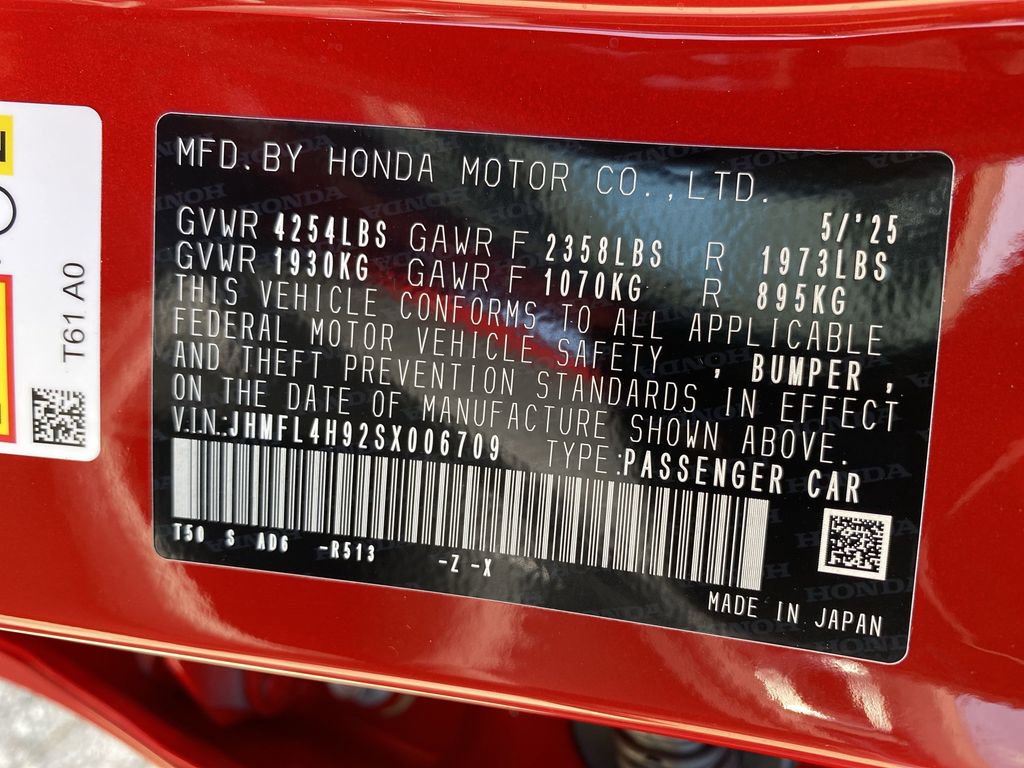 MFD. BY HONDA MOTOR CO., LTD.
5/'25
GVWR 4254LBS GAWR F 2358LBS R 1973LBS
GVWR 1930KG GAWR F 1070KG R 895KG
THIS VEHICLE CONFORMS TO ALL APPLICABLE
FEDERAL MOTOR VEHICLE SAFETY , BUMPER ,
AND THEFT PREVENTION STANDARDS IN EFFECT
ON THE DATE OF MANUFACTURE SHOWN ABOVE.
V.I.N.:JHMFL4H92SX006709 TYPE:PASSENGER CAR
T50 S AD6 -R513 -Z -X
MADE IN JAPAN
T61 A0